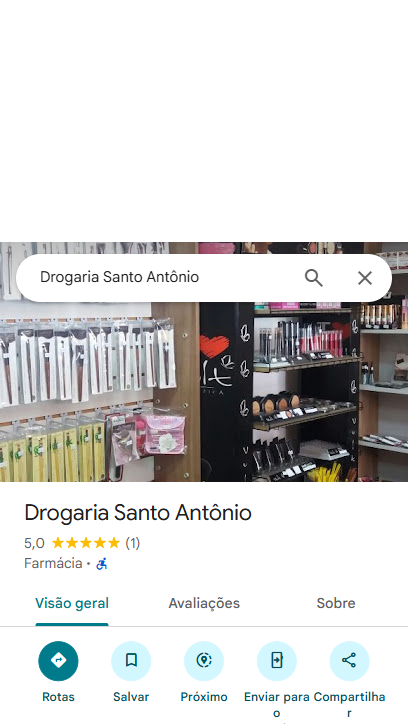 Drogaria Santo Antônio
Drogaria Santo Antônio
5,0 (1)
Farmácia •
Visão geral
Avaliações
Sobre
Rotas
Salvar
Próximo
Enviar para o
Compartilhar